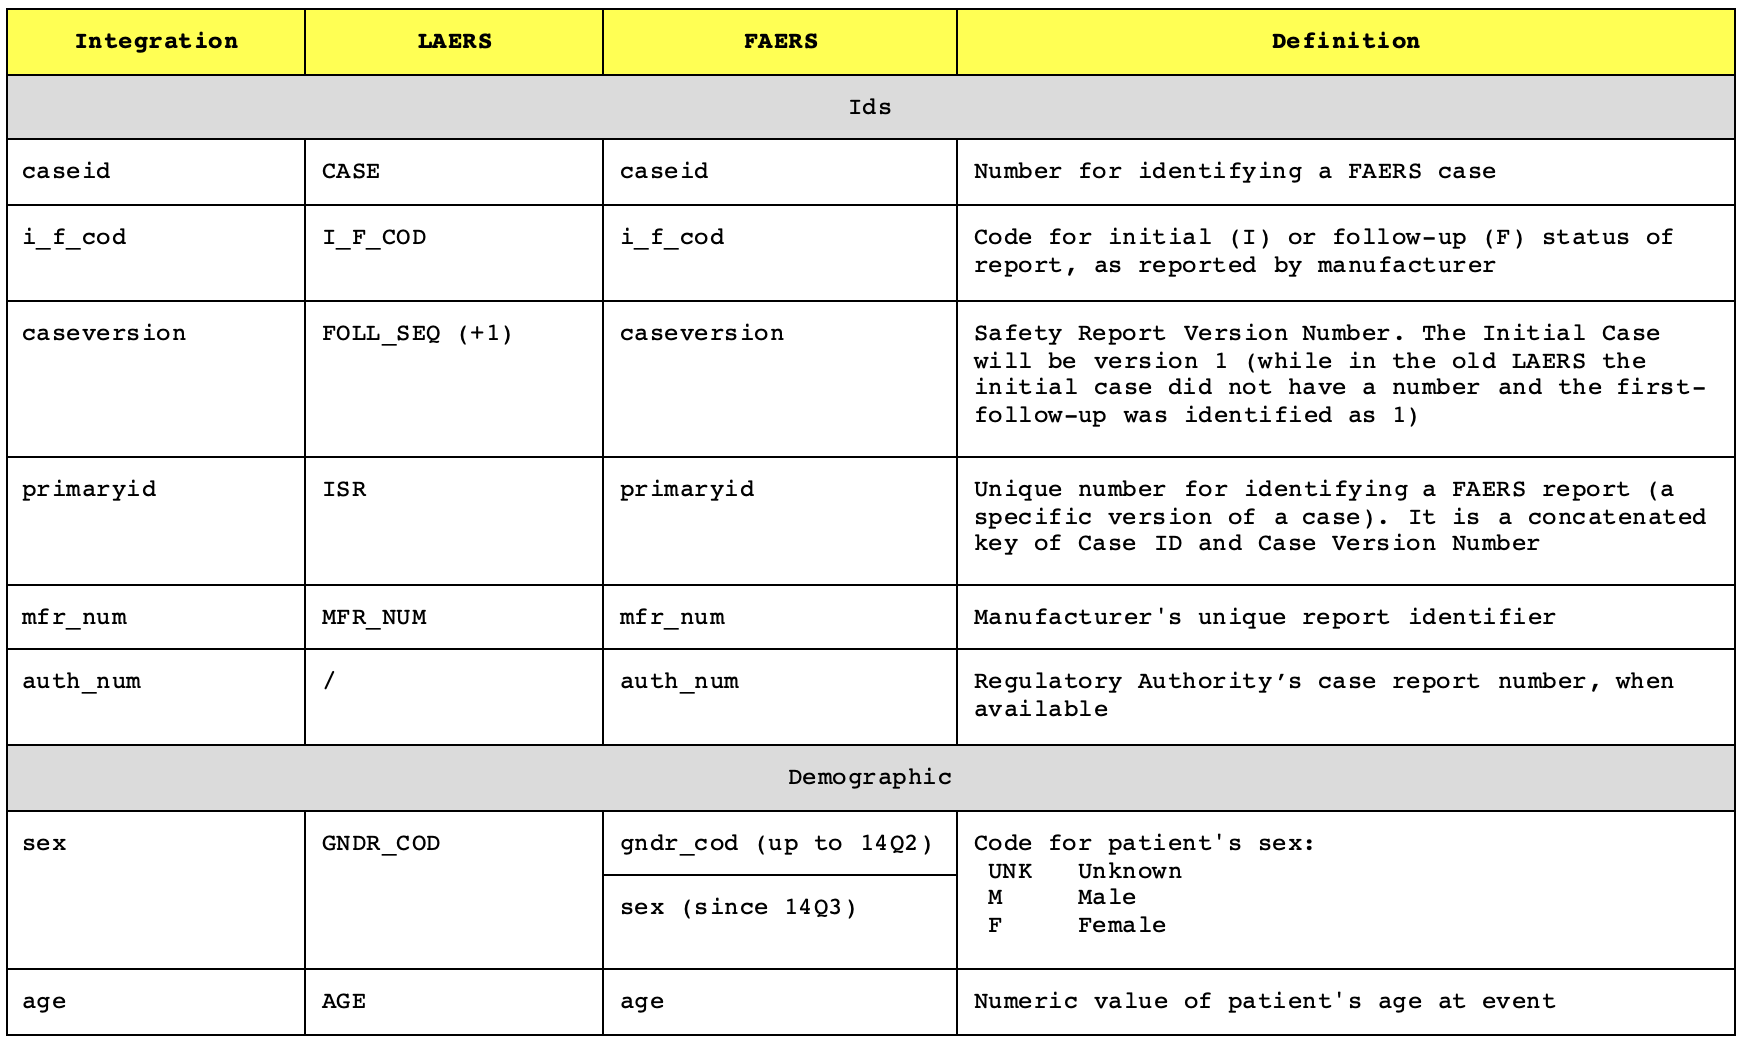 Integration LAERS FAERS Definition
Ids
caseid CASE caseid Number for identifying a FAERS case
i_f_cod I_F_COD i_f_cod Code for initial (I) or follow-up (F) status of
report, as reported by manufacturer
caseversion FOLL_SEQ (+1) caseversion Safety Report Version Number. The Initial Case
will be version 1 (while in the old LAERS the
initial case did not have a number and the first-
follow-up was identified as 1)
primaryid ISR primaryid Unique number for identifying a FAERS report (a
specific version of a case). It is a concatenated
key of Case ID and Case Version Number
mfr_num MFR_NUM mfr_num Manufacturer's unique report identifier
auth_num / auth_num Regulatory Authority’s case report number, when
available
Demographic
sex GNDR_COD gndr_cod (up to 14Q2) Code for patient's sex:
UNK Unknown
M Male
sex (since 14Q3)
F Female
age AGE age Numeric value of patient's age at event